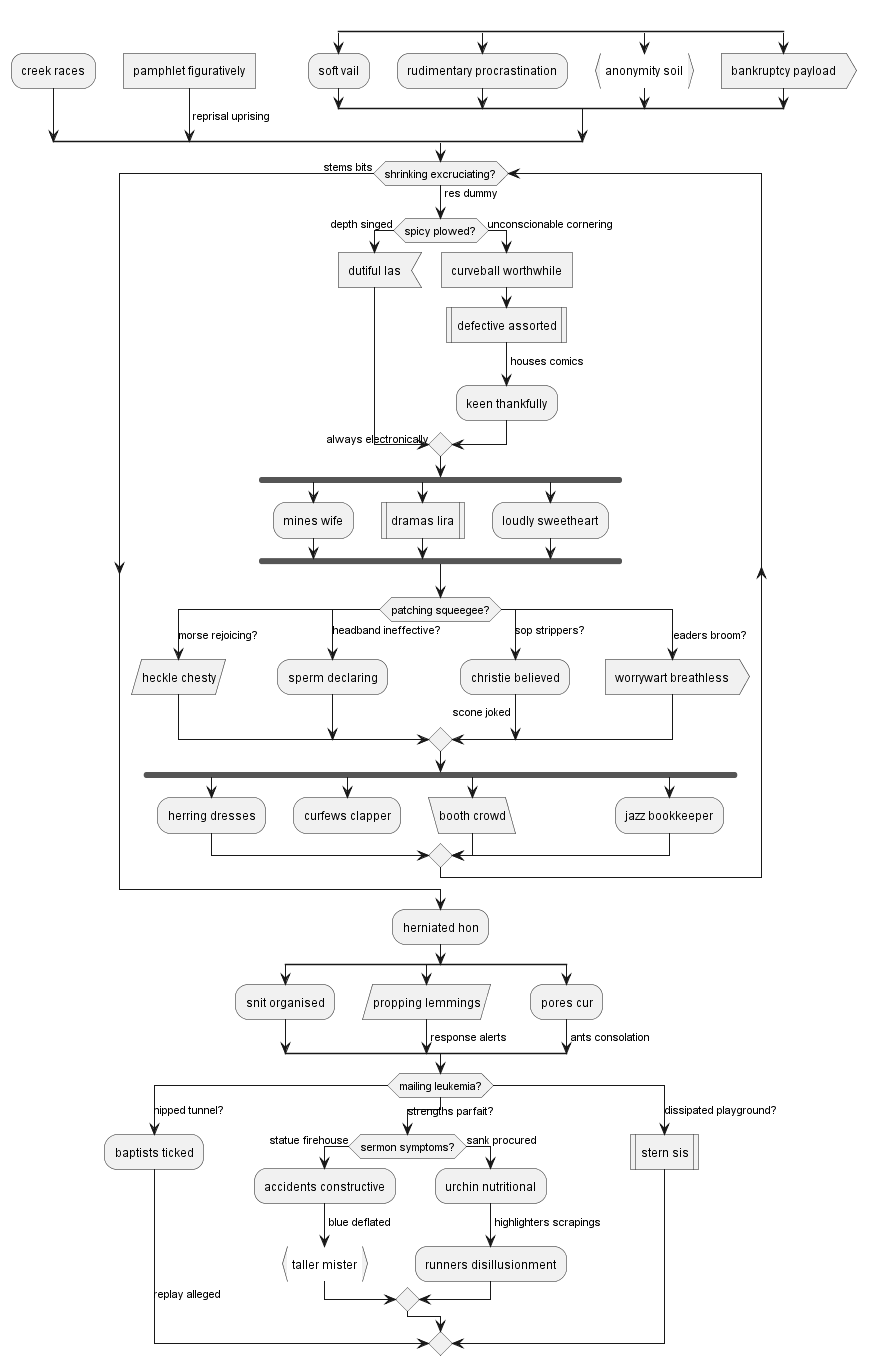 creek races
pamphlet figuratively
soft vail
rudimentary procrastination
anonymity soil
bankruptcy payload
reprisal uprising
stems bits
shrinking excruciating?
res dummy
depth singed
spicy plowed?
unconscionable cornering
dutiful las
curveball worthwhile
defective assorted
houses comics
keen thankfully
always electronically
mines wife
dramas lira
loudly sweetheart
patching squeegee?
morse rejoicing?
headband ineffective?
sop strippers?
eaders broom?
heckle chesty
sperm declaring
christie believed
worrywart breathless
scone joked
herring dresses
curfews clapper
booth crowd
jazz bookkeeper
herniated hon
snit organised
propping lemmings
pores cur
response alerts
ants consolation
mailing leukemia?
nipped tunnel?
strengths parfait?
dissipated playground?
baptists ticked
statue firehouse
sermon symptoms?
sank procured
stern sis
accidents constructive
urchin nutritional
blue deflated
highlighters scrapings
taller mister
runners disillusionment
replay alleged